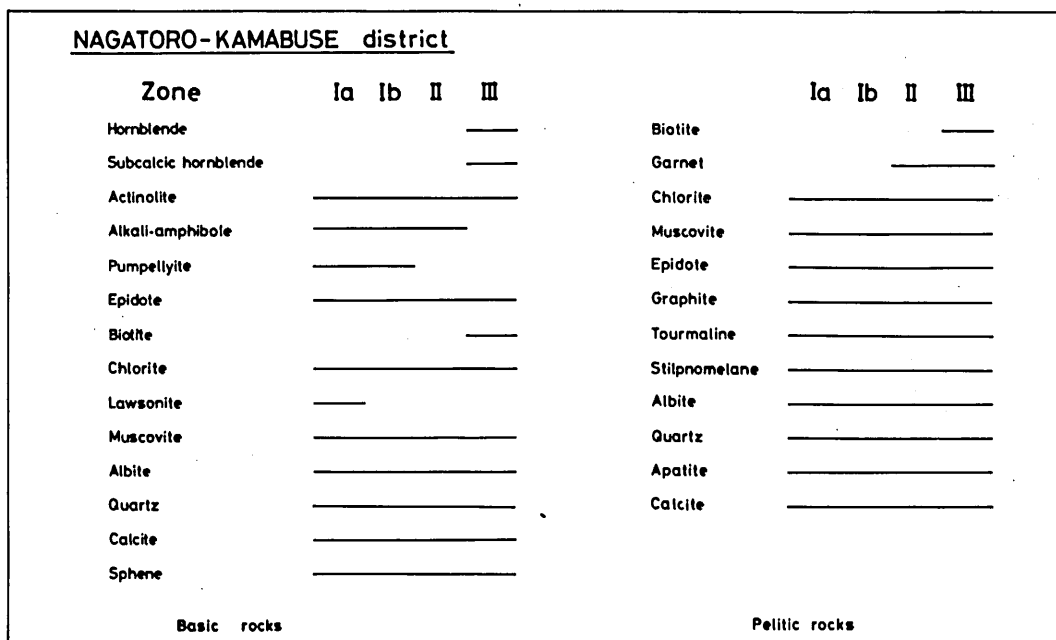 NAGATORO-KAMABUSE district
Zone Ia Ib II III
Hornblende
Subcalcic hornblende
Actinolite
Alkali-amphibole
Pumpellyite
Epidote
Biotite
Chlorite
Lawsonite
Muscovite
Albite
Quartz
Calcite
Sphene
Basic rocks
Ia Ib II III
Biotite
Garnet
Chlorite
Muscovite
Epidote
Graphite
Tourmaline
Stilpnomelane
Albite
Quartz
Apatite
Calcite
Pelitic rocks